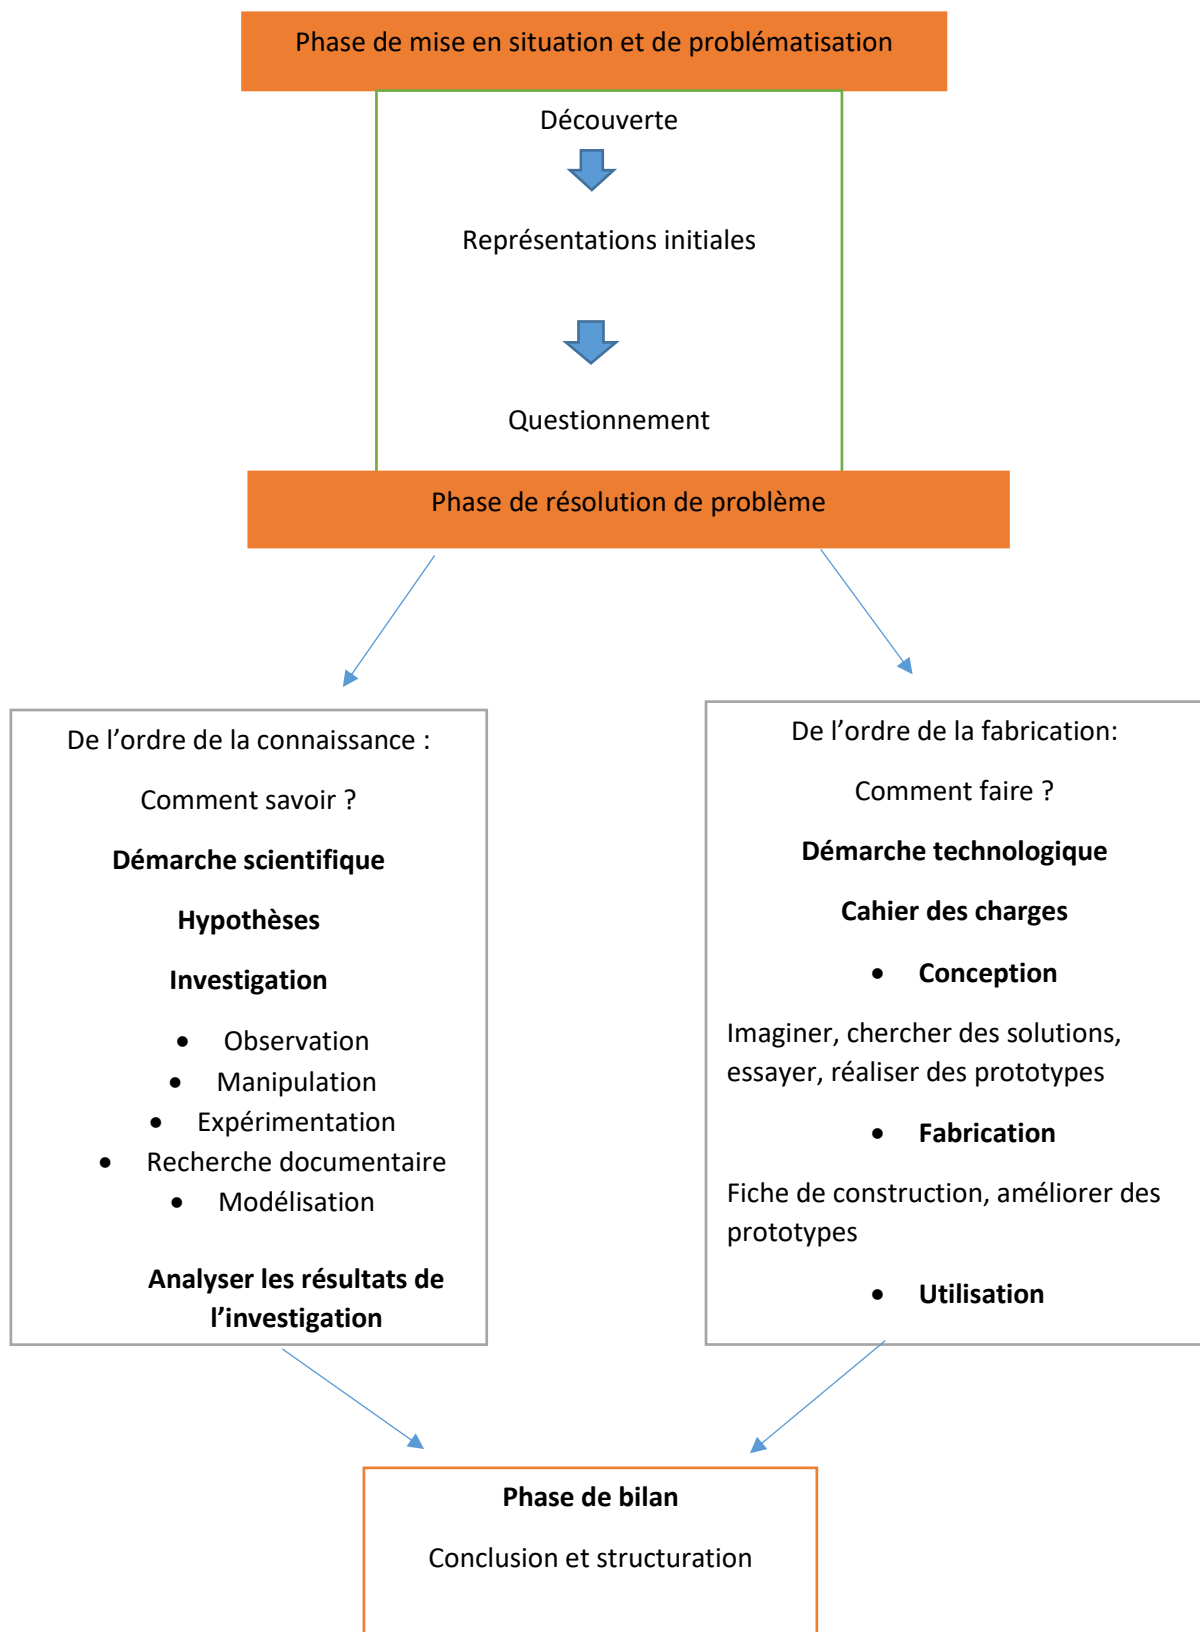 Phase de mise en situation et de problématisation
Découverte
Représentations initiales
Questionnement
Phase de résolution de problème
De l’ordre de la connaissance :
Comment savoir ?
Démarche scientifique
Hypothèses
Investigation
• Observation
• Manipulation
• Expérimentation
• Recherche documentaire
• Modélisation
Analyser les résultats de
l’investigation
De l’ordre de la fabrication:
Comment faire ?
Démarche technologique
Cahier des charges
• Conception
Imaginer, chercher des solutions,
essayer, réaliser des prototypes
• Fabrication
Fiche de construction, améliorer des
prototypes
• Utilisation
Phase de bilan
Conclusion et structuration